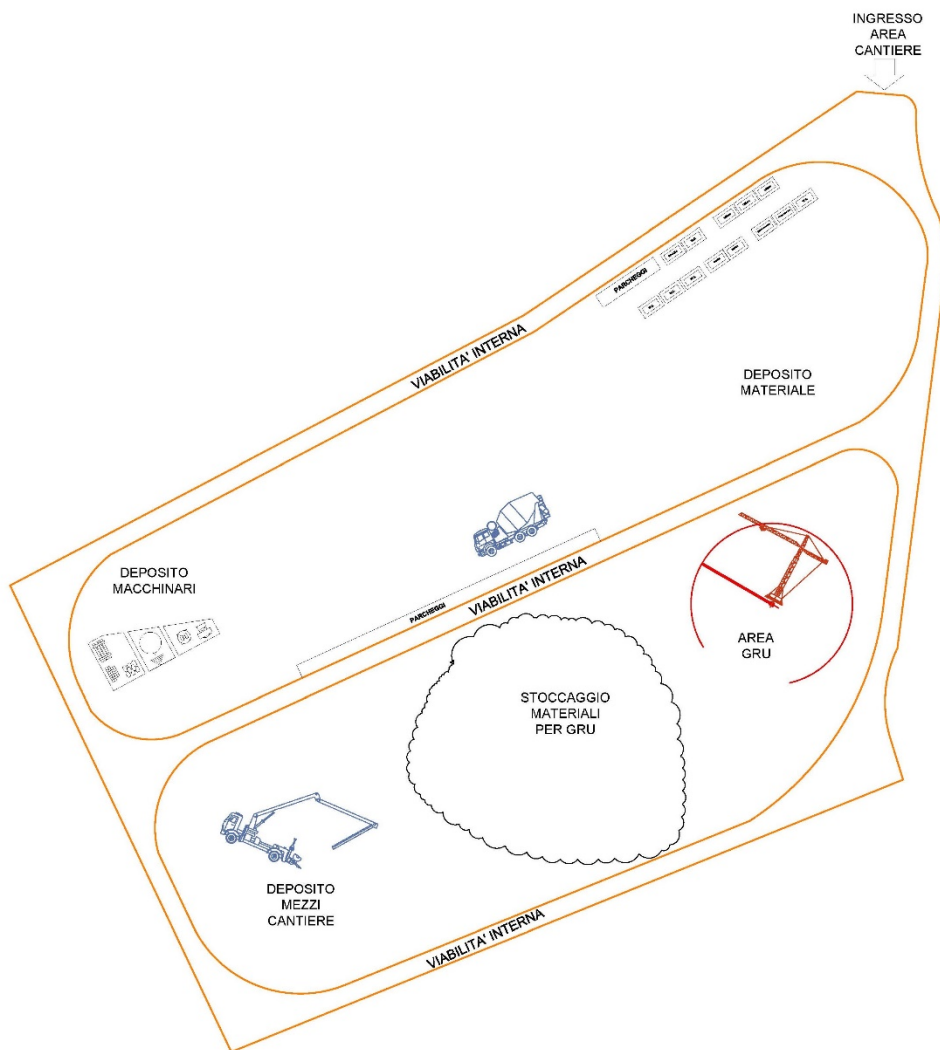 INGRESSO
AREA
CANTIERE
PARCHEGGI
VIABILITA' INTERNA
DEPOSITO
MATERIALE
DEPOSITO
MACCHINARI
PARCHEGGI
VIABILITA' INTERNA
AREA
GRU
STOCCAGGIO
MATERIALI
PER GRU
DEPOSITO
MEZZI
CANTIERE
VIABILITA' INTERNA